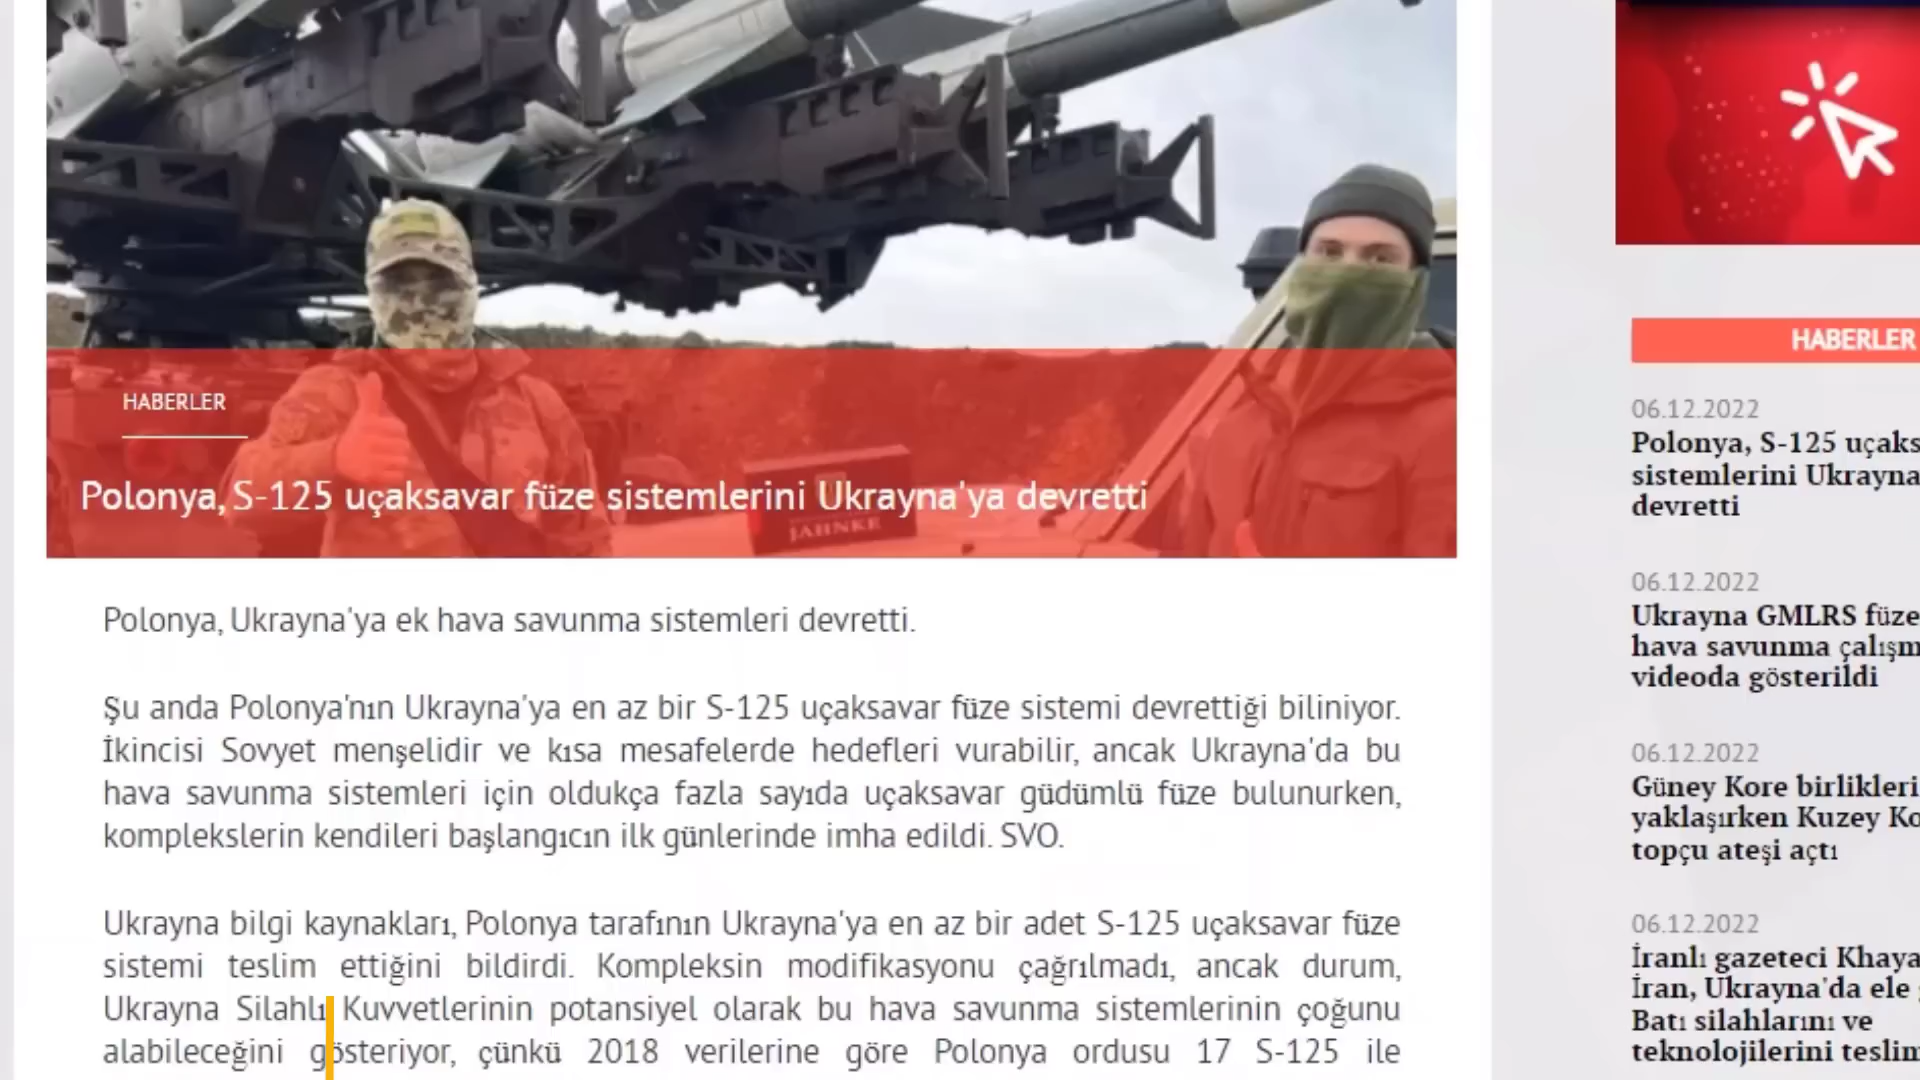 HABERLER
Polonya, S-125 uçaksavar füze sistemlerini Ukrayna'ya devretti
JAHNKE
Polonya, Ukrayna'ya ek hava savunma sistemleri devretti.
Şu anda Polonya'nın Ukrayna'ya en az bir S-125 uçaksavar füze sistemi devrettiği biliniyor.
İkincisi Sovyet menşelidir ve kısa mesafelerde hedefleri vurabilir, ancak Ukrayna'da bu
hava savunma sistemleri için oldukça fazla sayıda uçaksavar güdümlü füze bulunurken,
komplekslerin kendileri başlangıcın ilk günlerinde imha edildi. SVO.
Ukrayna bilgi kaynakları, Polonya tarafının Ukrayna'ya en az bir adet S-125 uçaksavar füze
sistemi teslim ettiğini bildirdi. Kompleksin modifikasyonu çağrılmadı, ancak durum,
Ukrayna Silahlı Kuvvetlerinin potansiyel olarak bu hava savunma sistemlerinin çoğunu
alabileceğini gösteriyor, çünkü 2018 verilerine göre Polonya ordusu 17 S-125 ile
HABERLER
06.12.2022
Polonya, S-125 uçaks
sistemlerini Ukrayna
devretti
06.12.2022
Ukrayna GMLRS füze
hava savunma çalışm
videoda gösterildi
06.12.2022
Güney Kore birlikleri
yaklaşırken Kuzey Ko
topçu ateşi açtı
06.12.2022
İranlı gazeteci Khaya
İran, Ukrayna'da ele
Batı silahlarını ve
teknolojilerini teslim